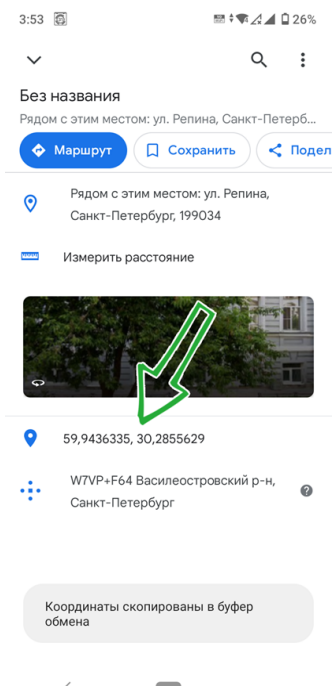 3:53 26%
Без названия
Рядом с этим местом: ул. Репина, Санкт-Петерб...
Маршрут Сохранить Подел
Рядом с этим местом: ул. Репина,
Санкт-Петербург, 199034
Измерить расстояние
59,9436335, 30,2855629
W7VP+F64 Василеостровский р-н,
Санкт-Петербург
?
Координаты скопированы в буфер
обмена